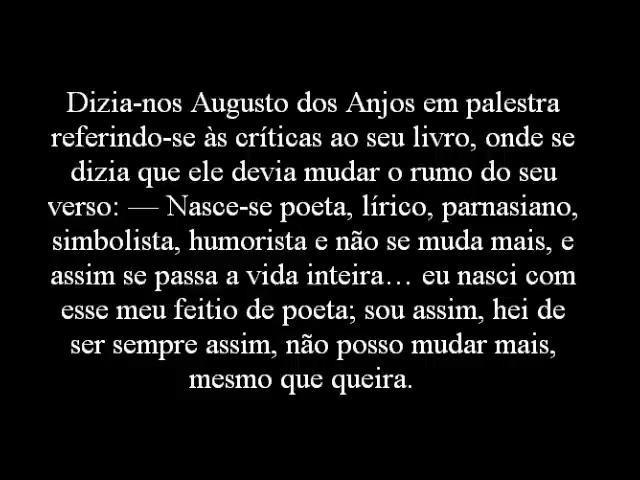 Dizia-nos Augusto dos Anjos em palestra
referindo-se às críticas ao seu livro, onde se
dizia que ele devia mudar o rumo do seu
verso: — Nasce-se poeta, lírico, parnasiano,
simbolista, humorista e não se muda mais, e
assim se passa a vida inteira… eu nasci com
esse meu feitio de poeta; sou assim, hei de
ser sempre assim, não posso mudar mais,
mesmo que queira.